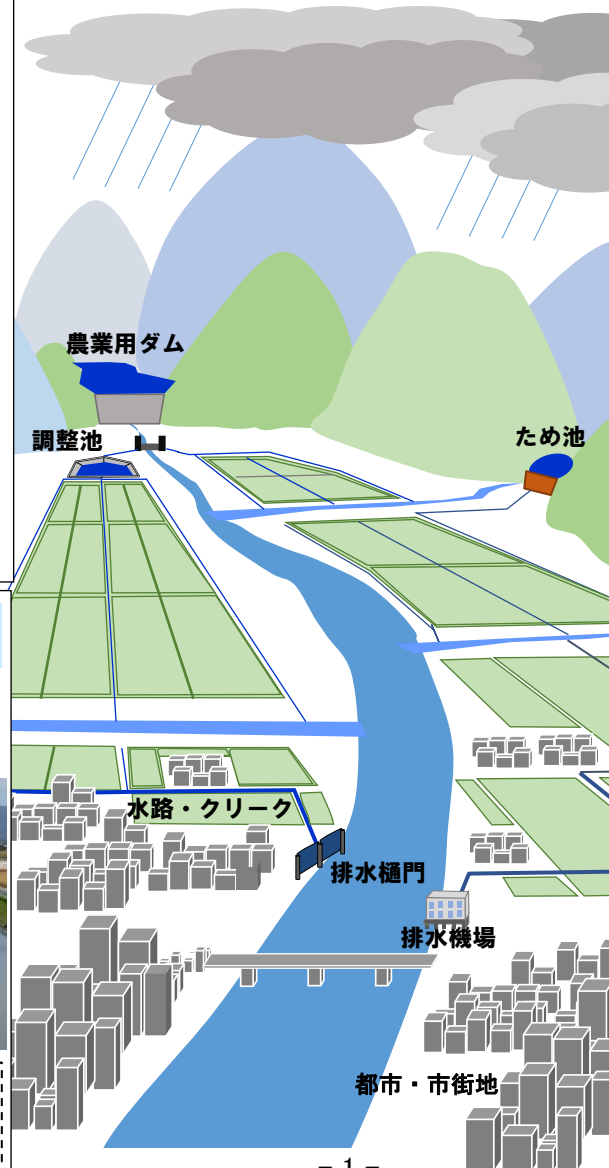 農業用ダム
調整池
ため池
水路・クリーク
排水樋門
排水機場
都市・市街地
- 1 -